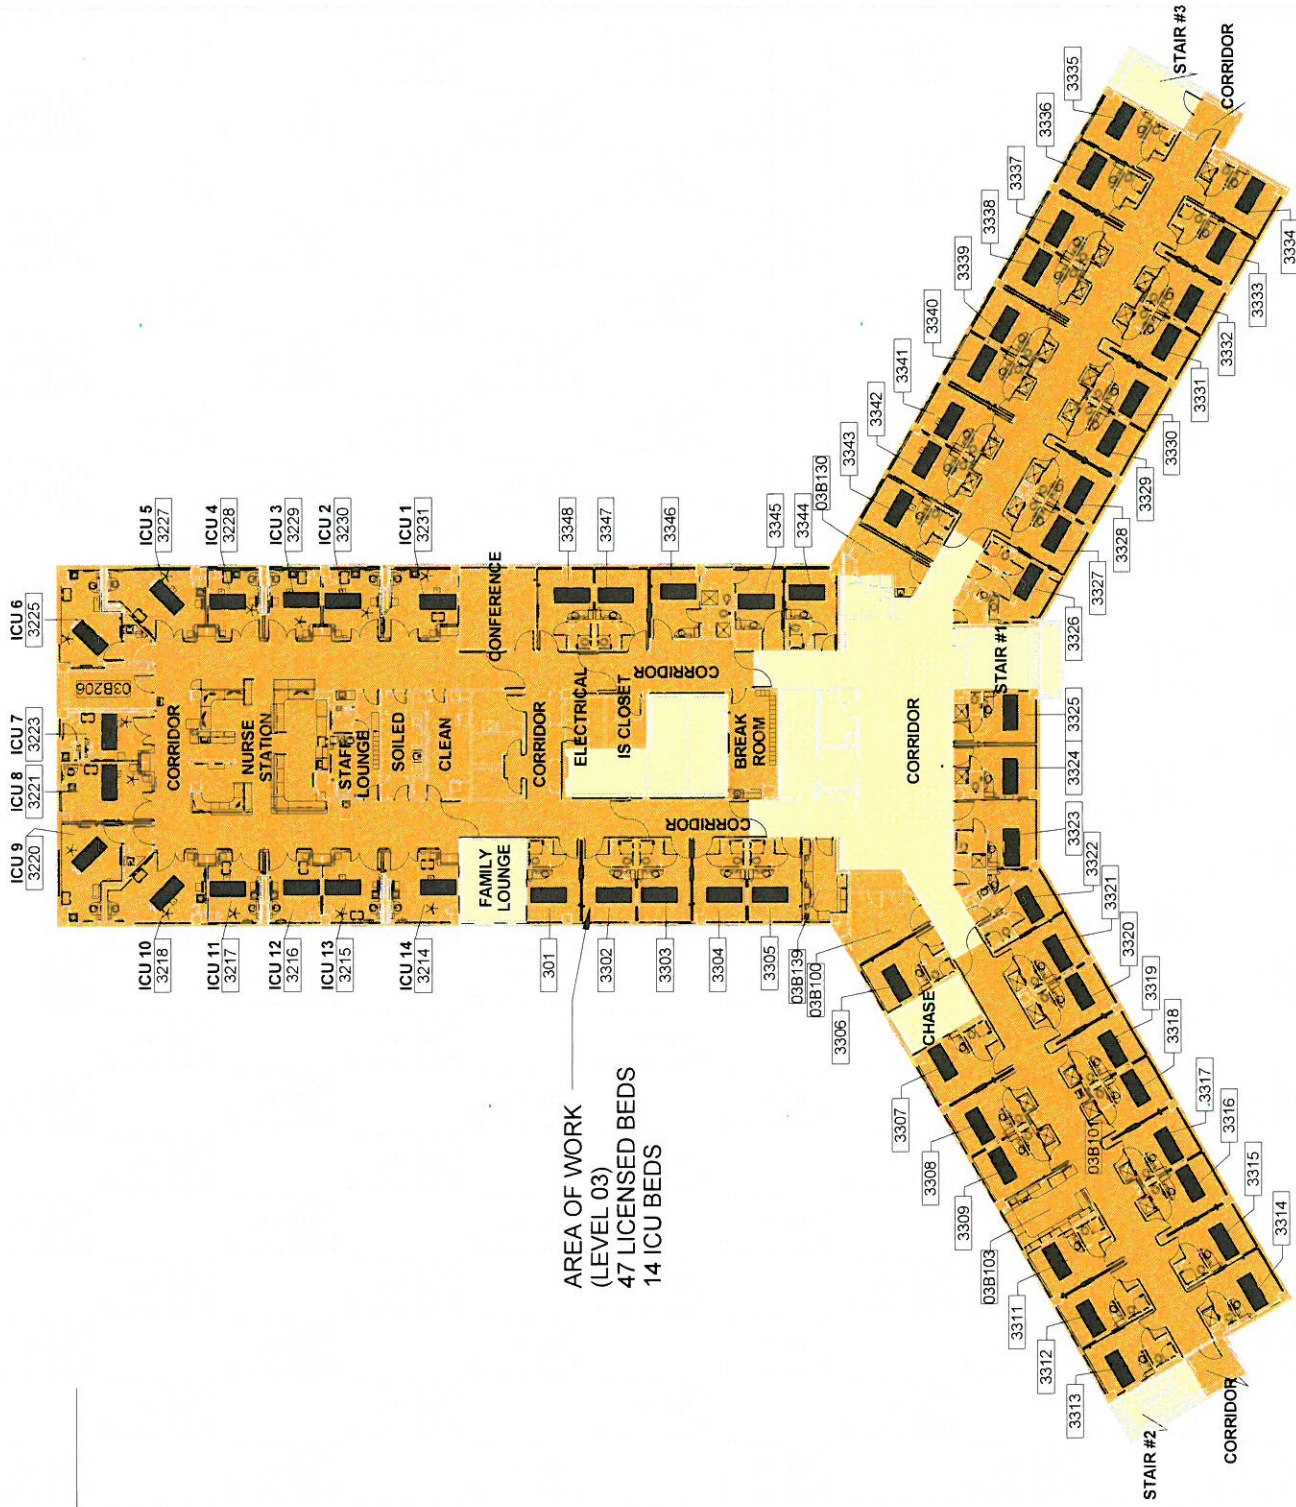 ICU 9
3220
ICU 8
3221
ICU 7
3223
03B206
ICU 6
3225
ICU 5
3227
ICU 4
3228
ICU 3
3229
ICU 2
3230
ICU 1
3231
ICU 10
3218
ICU 11
3217
ICU 12
3216
ICU 13
3215
ICU 14
3214
CORRIDOR
NURSE
STATION
STAFF
LOUNGE
SOILED
CLEAN
CORRIDOR
CONFERENCE
FAMILY
LOUNGE
ELECTRICAL
IS CLOSET
CORRIDOR
CORRIDOR
BREAK
ROOM
CORRIDOR
3348
3347
3346
3345
3344
03B130
301
3302
3303
3304
3305
03B139
03B100
AREA OF WORK
(LEVEL 03)
47 LICENSED BEDS
14 ICU BEDS
3306
CHASE
3307
3308
3309
03B103
3311
3312
3313
STAIR #2
CORRIDOR
03B101
3314
3315
3316
3317
3318
3319
3320
3321
3322
3323
3324
3325
STAIR #1
3326
3327
3328
3329
3330
3331
3332
3333
3334
3343
3342
3341
3340
3339
3338
3337
3336
3335
STAIR #3
CORRIDOR